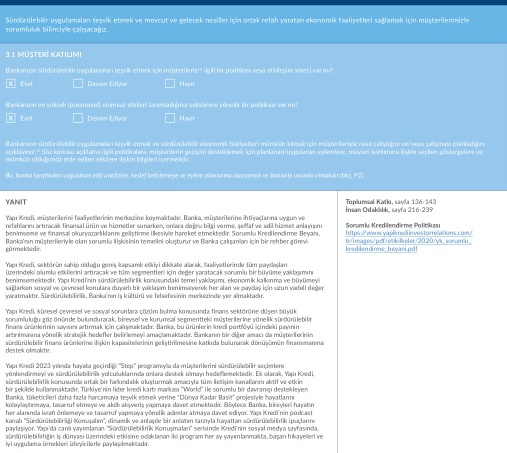 Sürdürülebilir uygulamaları teşvik etmek ve mevcut ve gelecek nesiller için ortak refah yaratan ekonomik faaliyetleri sağlamak için müşterilerimizle
sorumluluk bilinciyle çalışacağız.
3.1 MÜŞTERİ KATILIMI
Bankanızın sürdürülebilir uygulamaları teşvik etmek için müşterilerle ilgili bir politikası veya etkileşim süreci var mı?
X Evet Devam Ediyor Hayır
Bankanızın en yüksek (potansiyel) olumsuz etkileri tanımladığınız sektörlere yönelik bir politikası var mı?
X Evet Devam Ediyor Hayır
Bankanızın sürdürülebilir uygulamaları teşvik etmek ve sürdürülebilir ekonomik faaliyetleri mümkün kılmak için müşterileriyle nasıl çalıştığını ve/veya çalışmayı planladığını
açıklayınız. Söz konusu açıklama ilgili politikalara, müşterilerin geçişini desteklemek için planlanan/uygulanan eylemlere, müşteri katılımına ilişkin seçilen göstergelere ve
mümkün olduğunda elde edilen etkilere ilişkin bilgileri içermelidir.
Bu, banka tarafından uygulanan etki analizine, hedef belirlemeye ve eylem planlarına dayanmalı ve bunlarla uyumlu olmalıdır (bkz. P2).
YANIT
Yapı Kredi, müşterilerini faaliyetlerinin merkezine koymaktadır. Banka, müşterilerine ihtiyaçlarına uygun ve
refahlarını artıracak finansal ürün ve hizmetler sunarken, onlara doğru bilgi verme, şeffaf ve adil hizmet anlayışını
benimseme ve finansal okuryazarlıklarını geliştirme ilkesiyle hareket etmektedir. Sorumlu Kredilendirme Beyanı,
Banka'nın müşterileriyle olan sorumlu ilişkisinin temelini oluşturur ve Banka çalışanları için bir rehber görevi
görmektedir.
Yapı Kredi, sektörün sahip olduğu geniş kapsamlı etkiyi dikkate alarak, faaliyetlerinde tüm paydaşları
üzerindeki olumlu etkilerini artıracak ve tüm segmentleri için değer yaratacak sorumlu bir büyüme yaklaşımını
benimsemektedir. Yapı Kredi'nin sürdürülebilirlik konusundaki temel yaklaşımı, ekonomik kalkınma ve büyümeyi
sağlarken sosyal ve çevresel konulara duyarlı bir yaklaşım benimseyerek her alan ve paydaş için uzun vadeli değer
yaratmaktır. Sürdürülebilirlik, Banka'nın iş kültürü ve felsefesinin merkezinde yer almaktadır.
Yapı Kredi, küresel çevresel ve sosyal sorunlara çözüm bulma konusunda finans sektörüne düşen büyük
sorumluluğu göz önünde bulundurarak, bireysel ve kurumsal segmentteki müşterilerine yönelik sürdürülebilir
finans ürünlerinin sayısını artırmak için çalışmaktadır. Banka, bu ürünlerin kredi portföyü içindeki payının
artırılmasına yönelik stratejik hedefler belirlemeyi amaçlamaktadır. Bankanın bir diğer amacı da müşterilerinin
sürdürülebilir finans ürünlerine ilişkin kapasitelerinin geliştirilmesine katkıda bulunarak dönüşümün finansmanına
destek olmaktır.
Yapı Kredi 2023 yılında hayata geçirdiği "Step" programıyla da müşterilerini sürdürülebilir seçimlere
yönlendirmeyi ve sürdürülebilirlik yolculuklarında onlara destek olmayı hedeflemektedir. Ek olarak, Yapı Kredi,
sürdürülebilirlik konusunda ortak bir farkındalık oluşturmak amacıyla tüm iletişim kanallarını aktif ve etkin
bir şekilde kullanmaktadır. Türkiye'nin lider kredi kartı markası "World" ile sorumlu bir davranışı destekleyen
Banka, tüketicileri daha fazla harcamaya teşvik etmek yerine "Dünya Kadar Basit" projesiyle hayatlarını
kolaylaştırmaya, tasarruf etmeye ve akıllı alışveriş yapmaya davet etmektedir. Böylece Banka, bireyleri hayatın
her alanında israfı önlemeye ve tasarruf yapmaya yönelik adımlar atmaya davet ediyor. Yapı Kredi'nin podcast
kanalı "Sürdürülebilirliği Konuşalım", dinamik ve anlaşılır bir anlatım tarzıyla hayattan sürdürülebilirlik ipuçlarını
paylaşıyor. Yapı'da canlı yayınlanan "Sürdürülebilirlik Konuşmaları" serisinde Kredi'nin sosyal medya sayfasında,
sürdürülebilirliğin iş dünyası üzerindeki etkisine odaklanan iki program her ay yayınlanmakta, başarı hikayeleri ve
iyi uygulama örnekleri izleyicilerle paylaşılmaktadır.
Toplumsal Katkı, sayfa 136-143
İnsan Odaklılık, sayfa 216-239
Sorumlu Kredilendirme Politikası
https://www.yapikrediinvestorrelations.com/
tr/images/pdf/etikilkeler/2020/yk_sorumlu_
kredilendirme_beyani.pdf